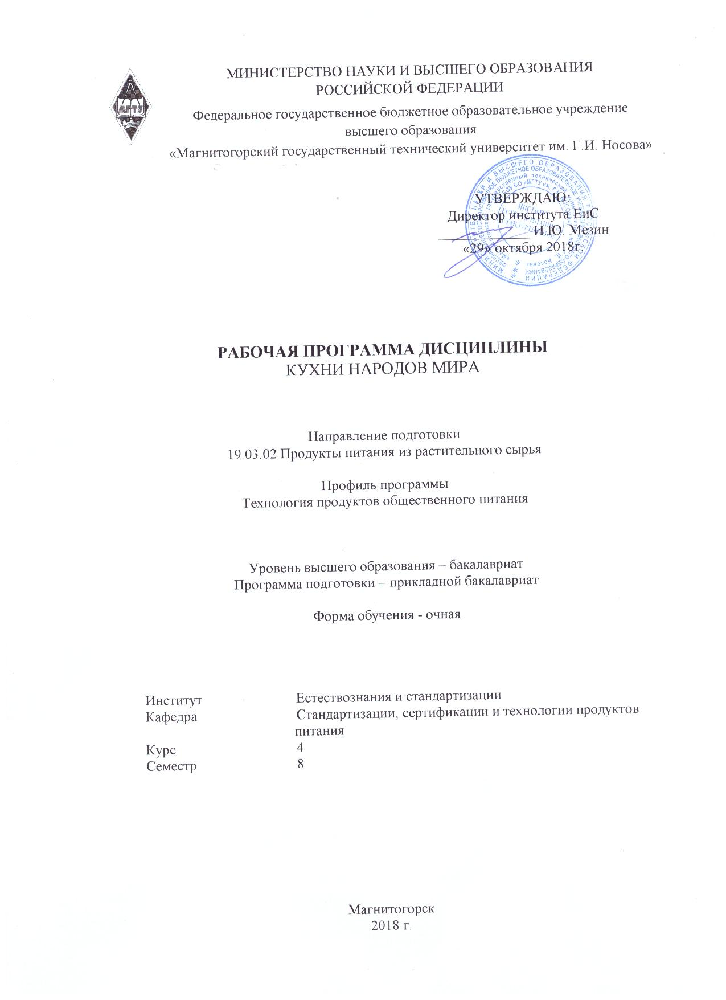 МИНИСТЕРСТВО НАУКИ И ВЫСШЕГО ОБРАЗОВАНИЯ
РОССИЙСКОЙ ФЕДЕРАЦИИ
Федеральное государственное бюджетное образовательное учреждение
высшего образования
«Магнитогорский государственный технический университет им. Г.И. Носова»
МГТУ
УТВЕРЖДАЮ:
Директор института ЕиС
И.Ю. Мезин
«29» октября 2018г.
РАБОЧАЯ ПРОГРАММА ДИСЦИПЛИНЫ
КУХНИ НАРОДОВ МИРА
Направление подготовки
19.03.02 Продукты питания из растительного сырья
Профиль программы
Технология продуктов общественного питания
Уровень высшего образования – бакалавриат
Программа подготовки – прикладной бакалавриат
Форма обучения - очная
Институт Естествознания и стандартизации
Кафедра Стандартизации, сертификации и технологии продуктов
питания
Курс 4
Семестр 8
Магнитогорск
2018 г.